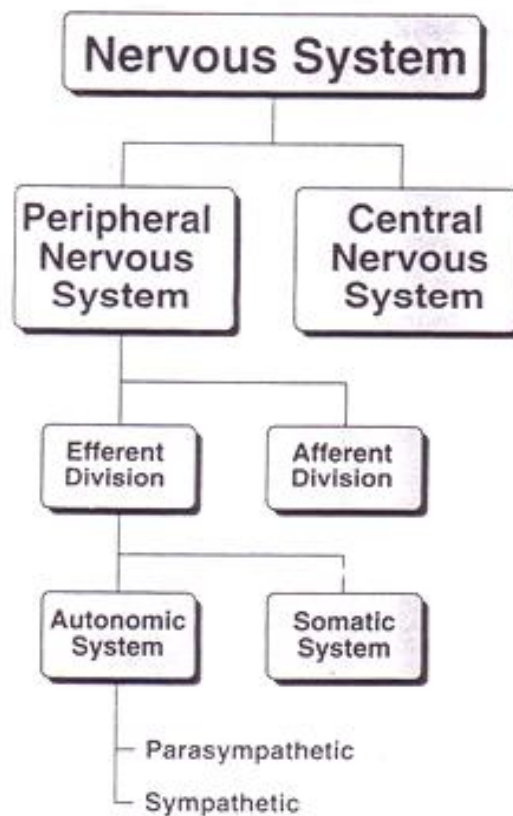 Nervous System
Peripheral
Nervous
System
Central
Nervous
System
Efferent
Division
Afferent
Division
Autonomic
System
Somatic
System
Parasympathetic
Sympathetic